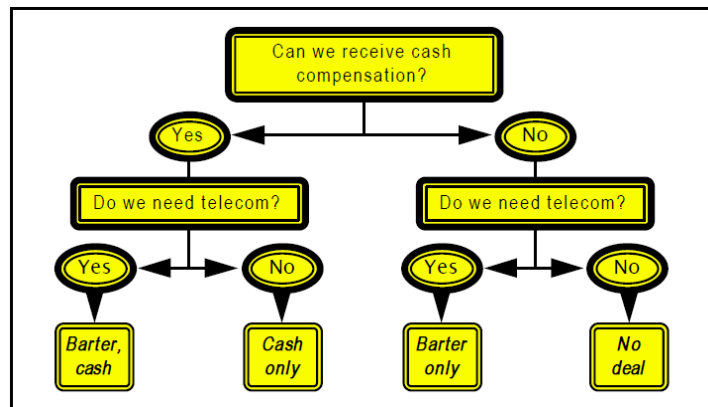 Can we receive cash
compensation?
Yes
No
Do we need telecom?
Do we need telecom?
Yes
No
Yes
No
Barter,
cash
Cash
only
Barter
only
No
deal